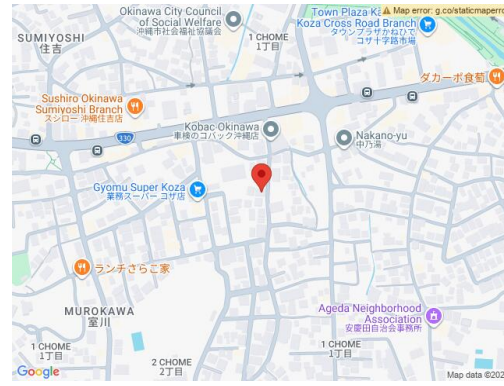 Okinawa City Council
of Social Welfare
沖縄市社会福祉協議会
1 CHOME
1丁目
Town Plaza Ka
Koza Cross Road Branch
タウンプラザかねひで
コザ十字路市場
Map error: g.co/staticmaperro
SUMIYOSHI
住吉
ダカーポ食菊
Sushiro Okinawa
Sumiyoshi Branch
スシロー 沖縄住吉店
330
Kobac Okinawa
車検のコバック沖縄店
Nakano-yu
中乃湯
Gyomu Super Koza
業務スーパー コザ店
ランチさらこ家
MUROKAWA
室川
Ageda Neighborhood
Association
安慶田自治会事務所
1 CHOME
1丁目
2 CHOME
2丁目
1 CHOME
1丁目
Google
Map data ©202